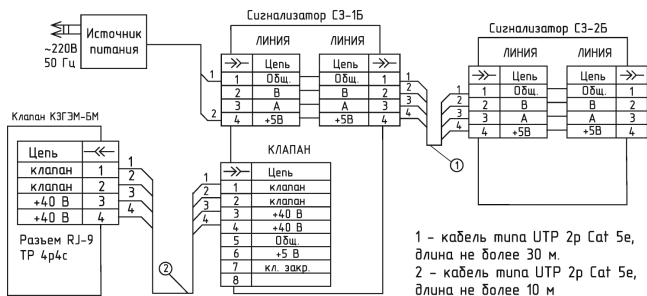 Сигнализатор СЗ-1Б
Сигнализатор СЗ-2Б
Источник
питания
~220В
50 Гц
ЛИНИЯ
ЛИНИЯ
Цепь
Цепь
1 1 Общ. Общ. 1 1
2 В В 2 2
3 А А 3 3
2 4 +5В +5В 4 4
ЛИНИЯ
ЛИНИЯ
Цепь
Цепь
1 1 Общ. Общ. 1
2 2 В В 2
3 3 А А 3
4 4 +5В +5В 4
1
Клапан КЗГЭМ-БМ
Цепь
клапан 1 1
клапан 2 2
+40 В 3 3
+40 В 4 4
Разъем RJ-9
TP 4p4c
2
КЛАПАН
Цепь
1 1 клапан
2 2 клапан
3 3 +40 В
4 4 +40 В
5 Общ.
6 +5 В
7 кл. закр.
8
1 - кабель типа UTP 2р Cat 5e,
длина не более 30 м.
2 - кабель типа UTP 2р Cat 5e,
длина не более 10 м